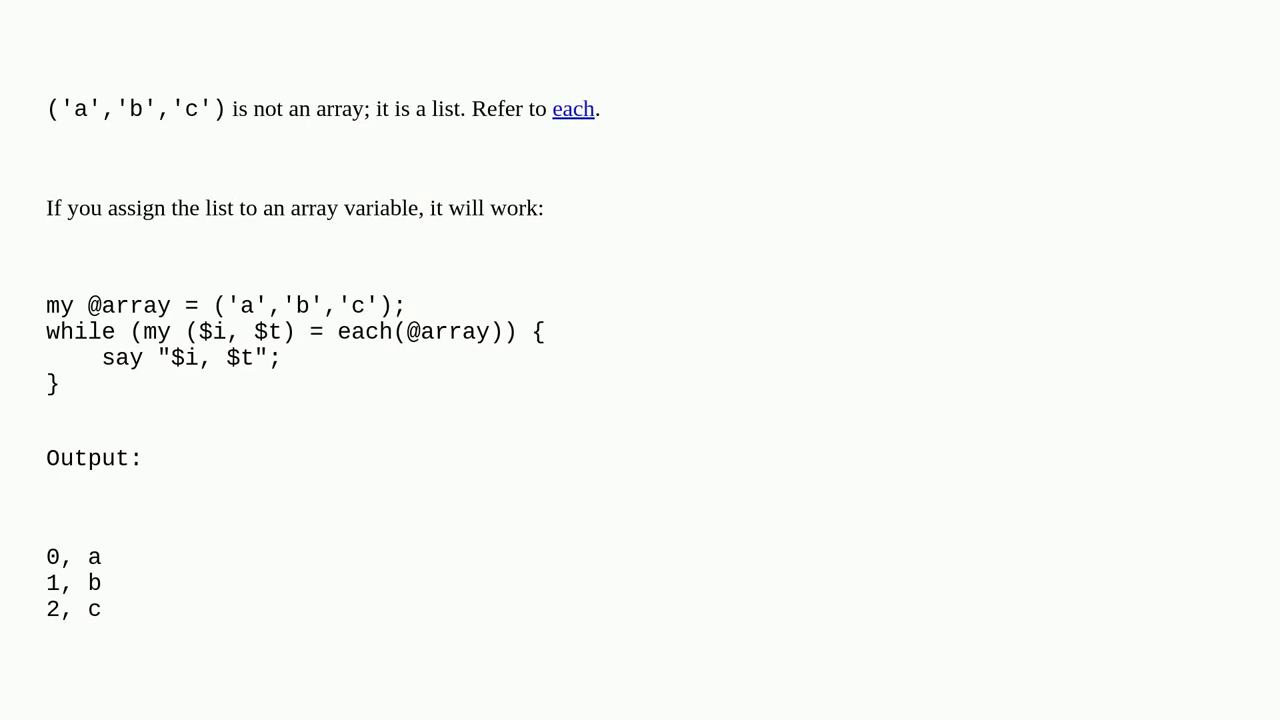 ('a','b','c') is not an array; it is a list. Refer to each.
If you assign the list to an array variable, it will work:
my @array = ('a','b','c');
while (my ($i, $t) = each(@array)) {
    say "$i, $t";
}
Output:
0, a
1, b
2, c